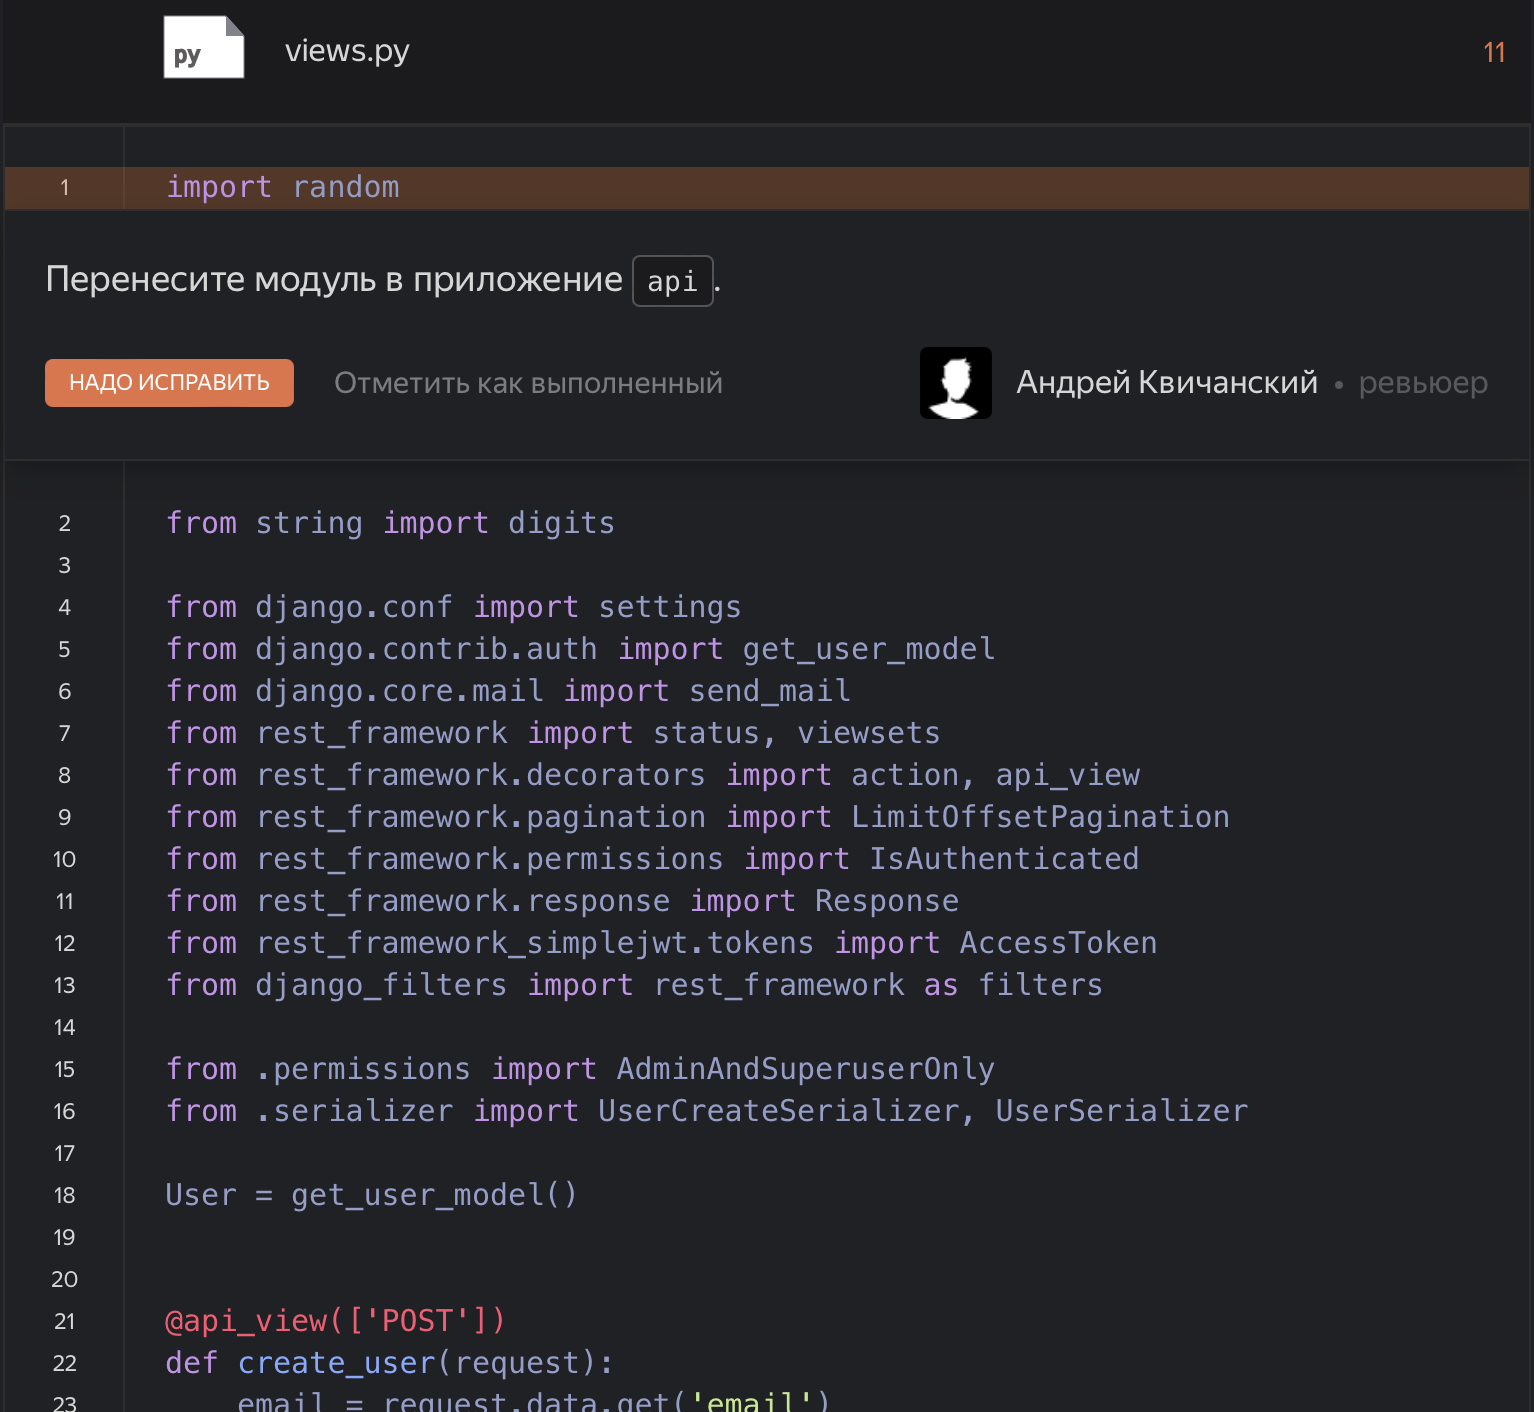 py views.py 11
1 import random
Перенесите модуль в приложение api.
НАДО ИСПРАВИТЬ Отметить как выполненный Андрей Квичанский • ревьюер
2 from string import digits
3
4 from django.conf import settings
5 from django.contrib.auth import get_user_model
6 from django.core.mail import send_mail
7 from rest_framework import status, viewsets
8 from rest_framework.decorators import action, api_view
9 from rest_framework.pagination import LimitOffsetPagination
10 from rest_framework.permissions import IsAuthenticated
11 from rest_framework.response import Response
12 from rest_framework_simplejwt.tokens import AccessToken
13 from django_filters import rest_framework as filters
14
15 from .permissions import AdminAndSuperuserOnly
16 from .serializer import UserCreateSerializer, UserSerializer
17
18 User = get_user_model()
19
20
21 @api_view(['POST'])
22 def create_user(request):
23 email = request.data.get('email')